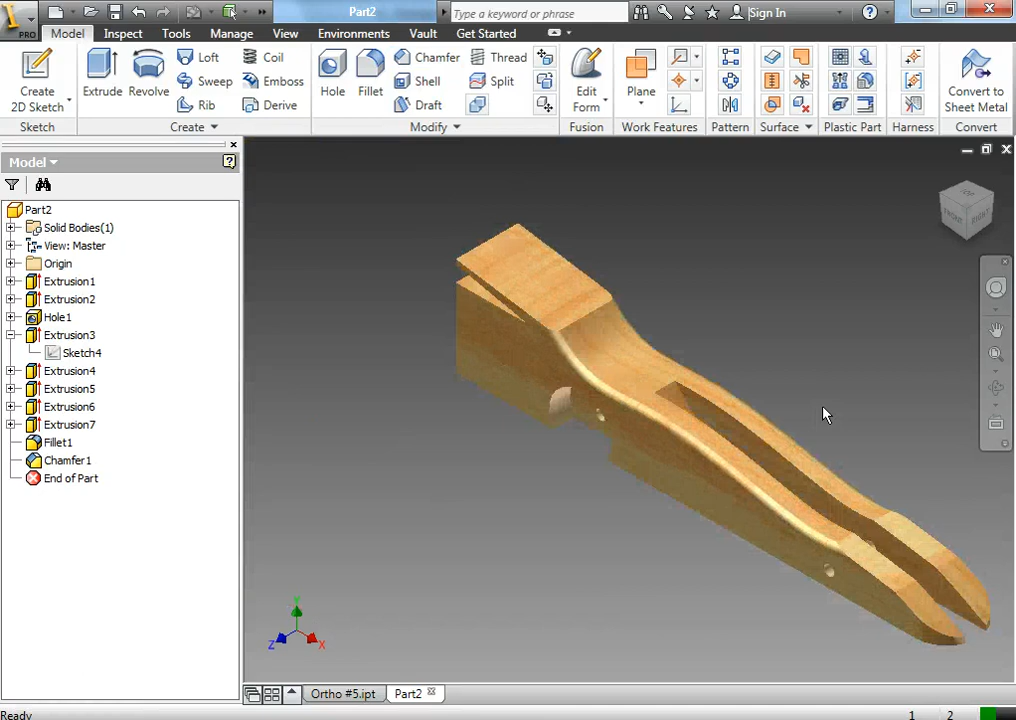 PRO
Part2
Type a keyword or phrase
Sign In
Model Inspect Tools Manage View Environments Vault Get Started
Create
2D Sketch
Sketch
Extrude
Revolve
Loft
Sweep
Rib
Coil
Emboss
Derive
Create
Hole
Fillet
Chamfer
Shell
Draft
Thread
Split
Modify
Edit
Form
Fusion
Plane
Work Features
Pattern
Surface
Plastic Part
Harness
Convert to
Sheet Metal
Convert
Model
Part2
Solid Bodies(1)
View: Master
Origin
Extrusion1
Extrusion2
Hole1
Extrusion3
Sketch4
Extrusion4
Extrusion5
Extrusion6
Extrusion7
Fillet1
Chamfer1
End of Part
TOP
FRONT
RIGHT
Y
Z
X
Ortho #5.ipt
Part2
Ready
1 2